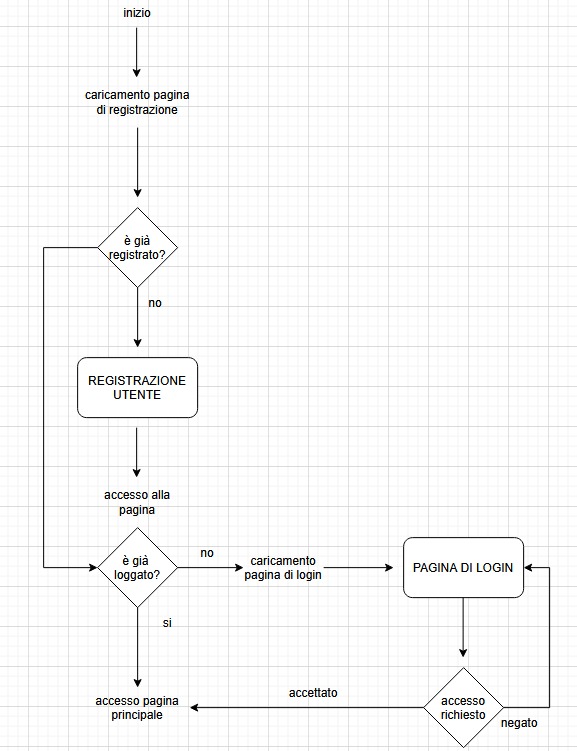 inizio
caricamento pagina
di registrazione
è già
registrato?
no
REGISTRAZIONE
UTENTE
accesso alla
pagina
è già
loggato?
no
caricamento
pagina di login
PAGINA DI LOGIN
si
accesso pagina
principale
accettato
accesso
richiesto
negato